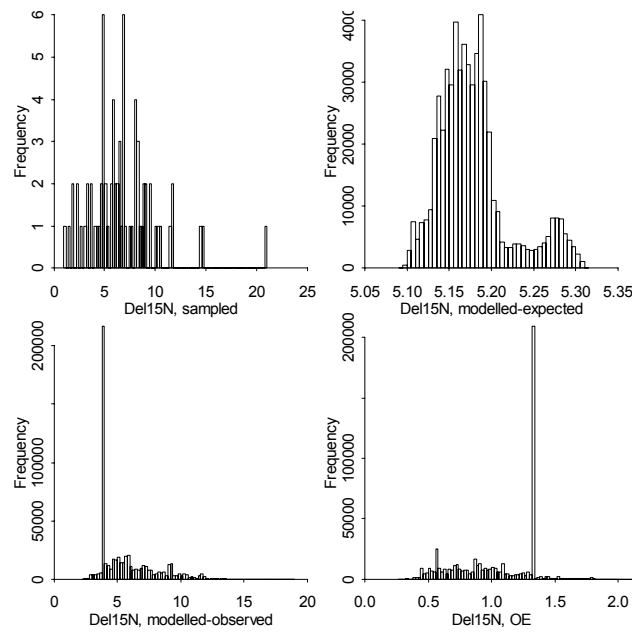 Frequency
0 1 2 3 4 5 6
0 5 10 15 20 25
Del15N, sampled
Frequency
0 10000 30000
5.05 5.10 5.15 5.20 5.25 5.30 5.35
Del15N, modelled-expected
Frequency
0 50000 100000 200000
0 5 10 15 20
Del15N, modelled-observed
Frequency
0 50000 100000 200000
0.0 0.5 1.0 1.5 2.0
Del15N, OE